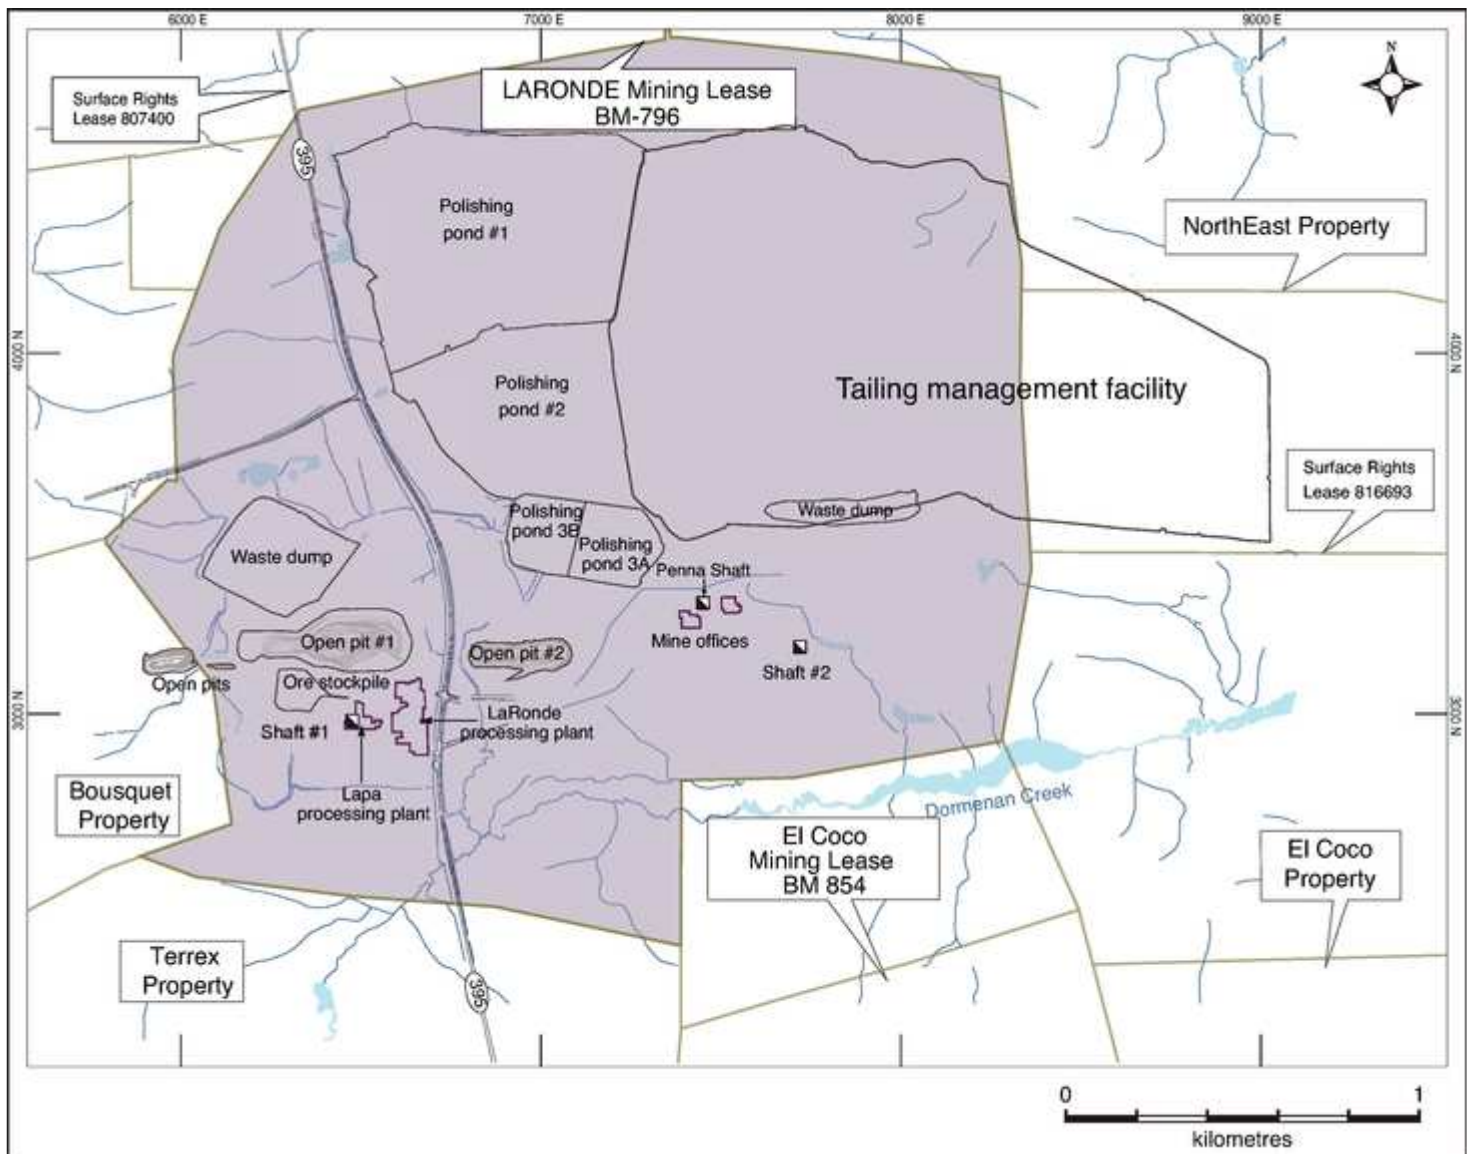 6000 E
7000 E
8000 E
9000 E
N
Surface Rights
Lease 807400
LARONDE Mining Lease
BM-796
395
Polishing
pond #1
NorthEast Property
4000 N
4000 N
Polishing
pond #2
Tailing management facility
Surface Rights
Lease 816693
Waste dump
Polishing
pond 3B
Polishing
pond 3A
Waste dump
Penna Shaft
Mine offices
Open pit #1
Open pit #2
Shaft #2
Open pits
Ore stockpile
3000 N
3000 N
Shaft #1
LaRonde
processing plant
Lapa
processing plant
Bousquet
Property
Dormenan Creek
El Coco
Mining Lease
BM 854
El Coco
Property
Terrex
Property
395
0
1
kilometres